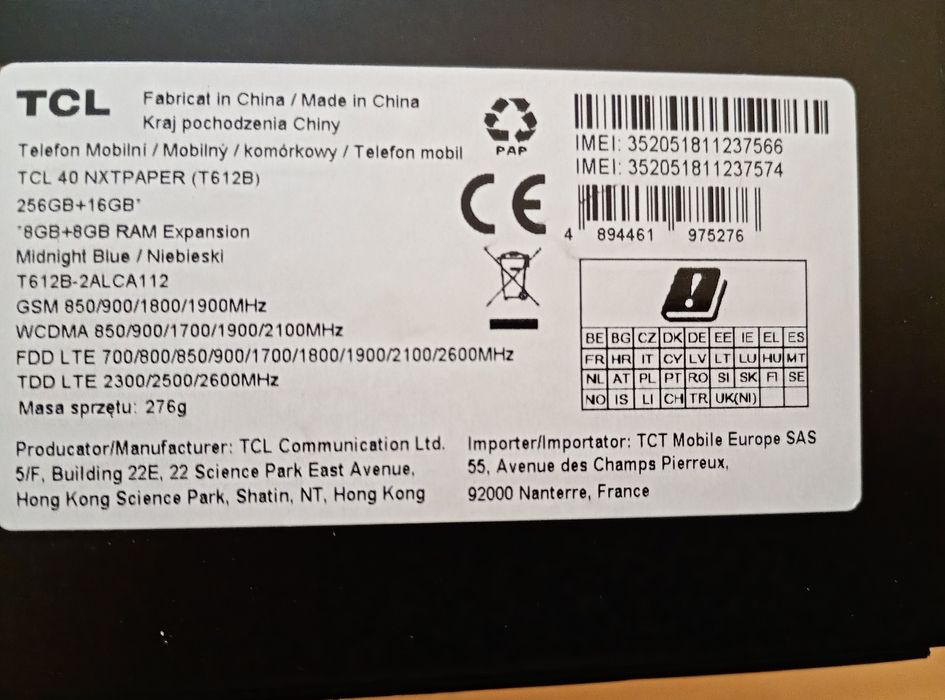 TCL
Fabricat in China / Made in China
Kraj pochodzenia Chiny
Telefon Mobilni / Mobilný / komórkowy / Telefon mobil
TCL 40 NXTPAPER (T612B)
256GB+16GB*
*8GB+8GB RAM Expansion
Midnight Blue / Niebieski
T612B-2ALCA112
GSM 850/900/1800/1900MHz
WCDMA 850/900/1700/1900/2100MHz
FDD LTE 700/800/850/900/1700/1800/1900/2100/2600MHz
TDD LTE 2300/2500/2600MHz
Masa sprzętu: 276g
Producator/Manufacturer: TCL Communication Ltd.
5/F, Building 22E, 22 Science Park East Avenue,
Hong Kong Science Park, Shatin, NT, Hong Kong
PAP
CE
IMEI: 352051811237566
IMEI: 352051811237574
4 894461 975276
!
BE BG CZ DK DE EE IE EL ES
FR HR IT CY LV LT LU HU MT
NL AT PL PT RO SI SK FI SE
NO IS LI CH TR UK(NI)
Importer/Importator: TCT Mobile Europe SAS
55, Avenue des Champs Pierreux,
92000 Nanterre, France